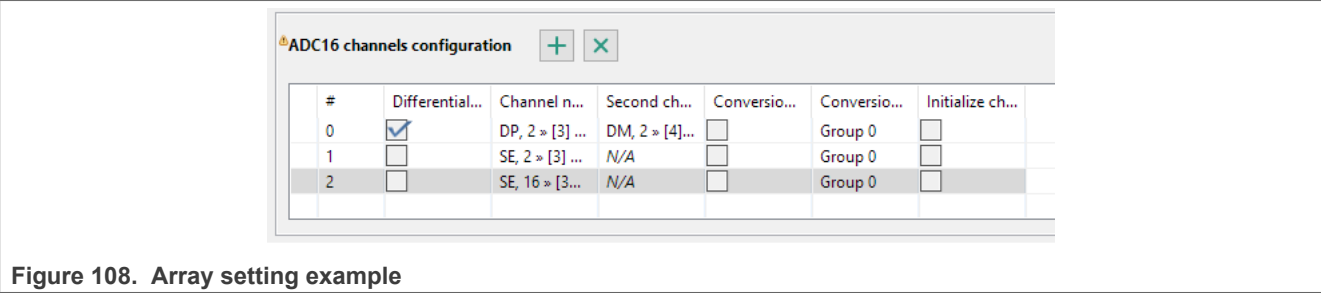 ADC16 channels configuration
# Differential... Channel n... Second ch... Conversio... Conversio... Initialize ch...
0 DP, 2 » [3] ... DM, 2 » [4]... Group 0
1 SE, 2 » [3] ... N/A Group 0
2 SE, 16 » [3... N/A Group 0
Figure 108. Array setting example